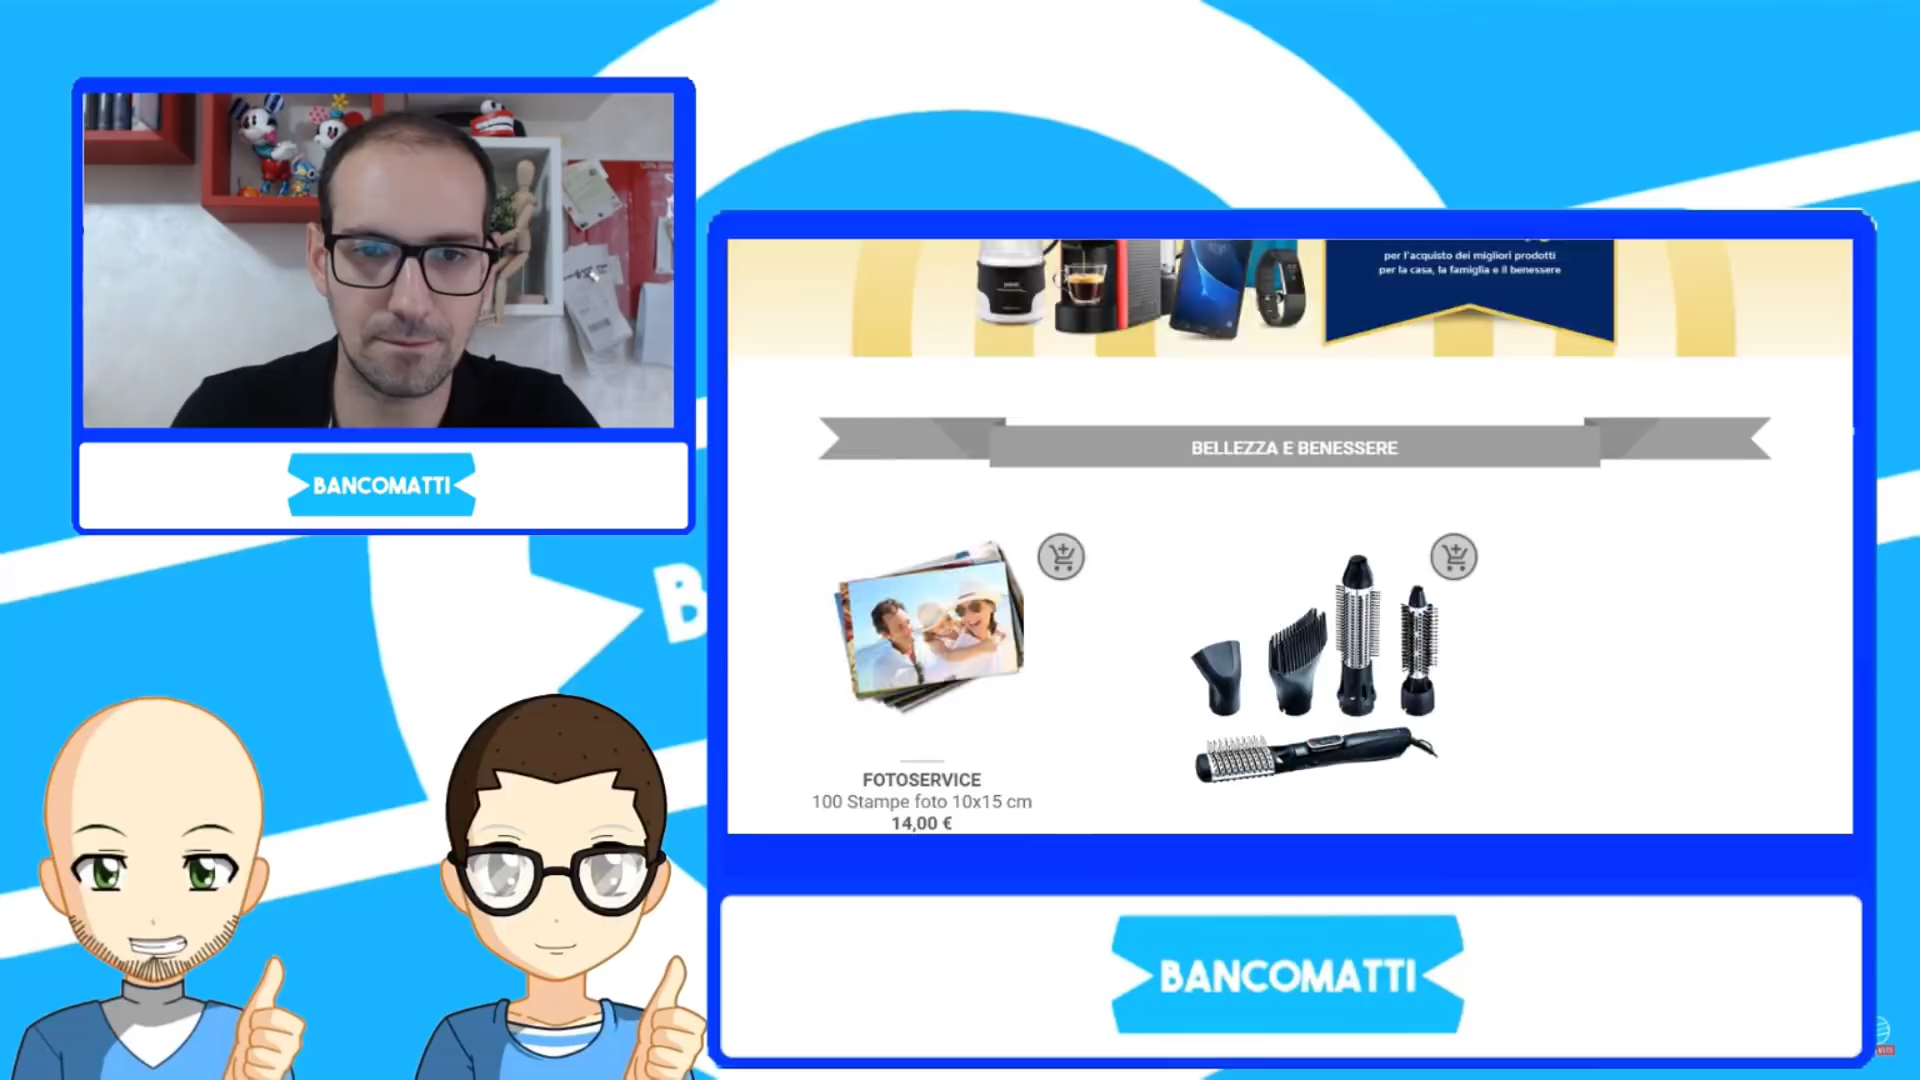 BANCOMATTI
per l'acquisto dei migliori prodotti
per la casa, la famiglia e il benessere
BELLEZZA E BENESSERE
FOTOSERVICE
100 Stampe foto 10x15 cm
14,00 €
B
BANCOMATTI